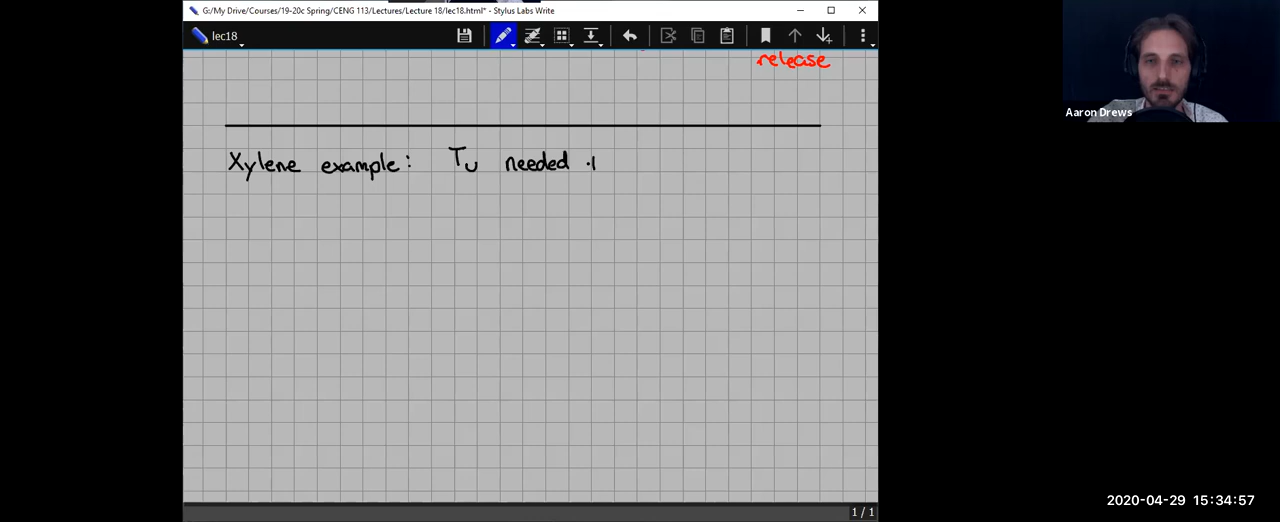 G:/My Drive/Courses/19-20c Spring/CENG 113/Lectures/Lecture 18/lec18.html* - Stylus Labs Write
lec18
release
Aaron Drews
Xylene example: Tu needed
2020-04-29 15:34:57
1 / 1